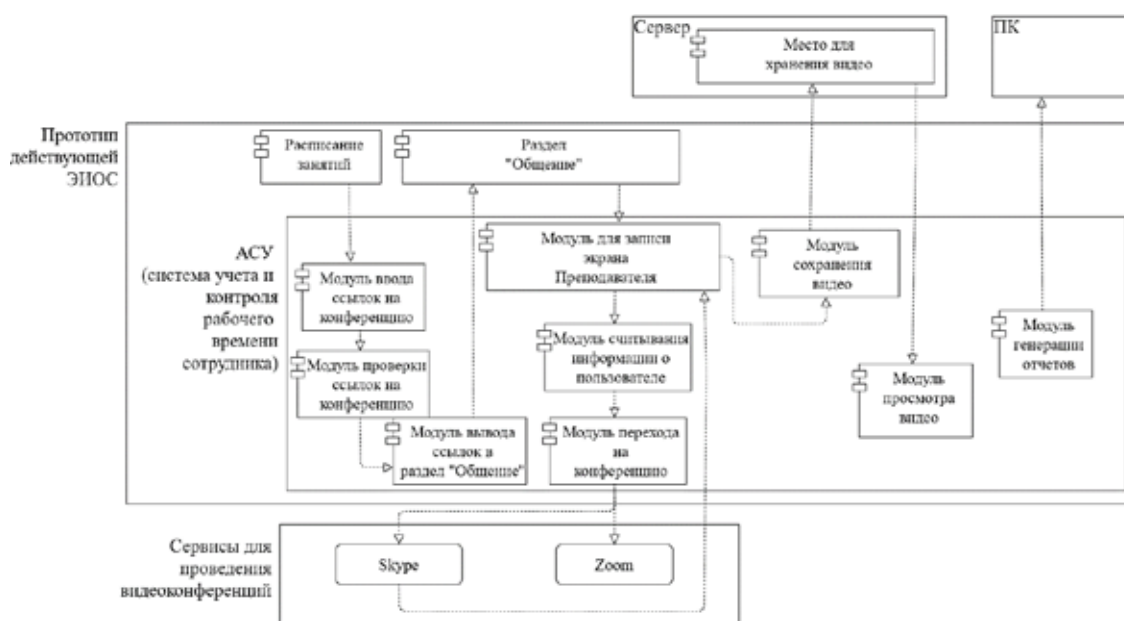 Сервер
Место для
хранения видео
ПК
Прототип
действующей
ЭИОС
Расписание
занятий
Раздел
"Общение"
АСУ
(система учета и
контроля
рабочего
времени
сотрудника)
Модуль ввода
ссылок на
конференцию
Модуль проверки
ссылок на
конференцию
Модуль вывода
ссылок в
раздел "Общение"
Модуль для записи
экрана
Преподавателя
Модуль считывания
информации о
пользователе
Модуль перехода
на
конференцию
Модуль
сохранения
видео
Модуль
просмотра
видео
Модуль
генерации
отчетов
Сервисы для
проведения
видеоконференций
Skype
Zoom